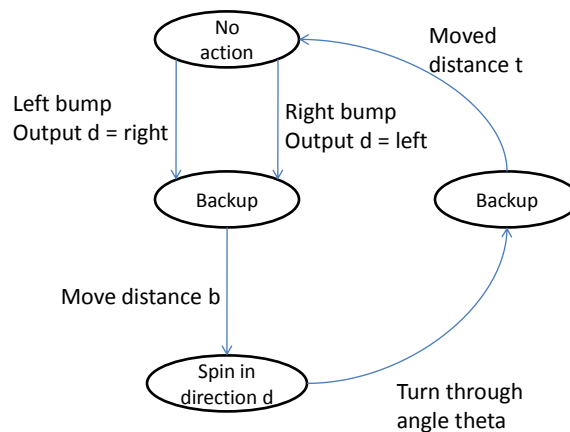 No
action
Moved
distance t
Left bump
Output d = right
Right bump
Output d = left
Backup
Backup
Move distance b
Spin in
direction d
Turn through
angle theta